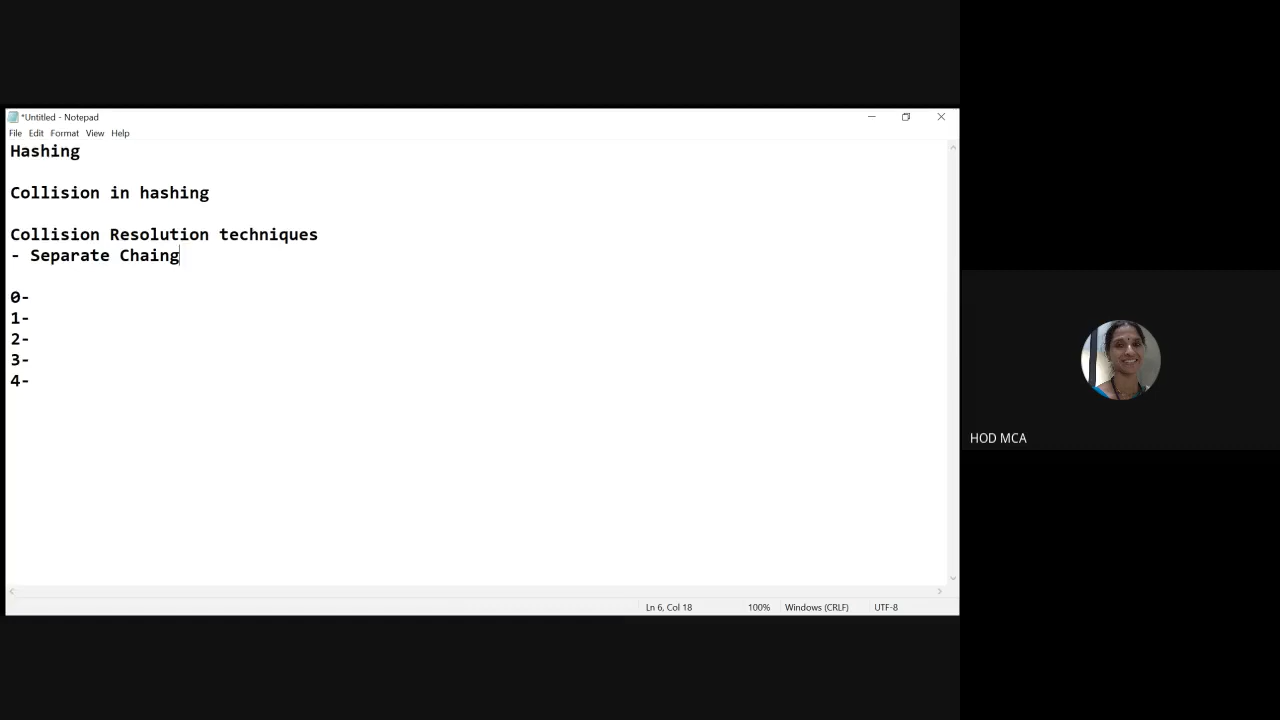 *Untitled - Notepad
File Edit Format View Help
Hashing
Collision in hashing
Collision Resolution techniques
- Separate Chaing
0-
1-
2-
3-
4-
HOD MCA
Ln 6, Col 18 100% Windows (CRLF) UTF-8